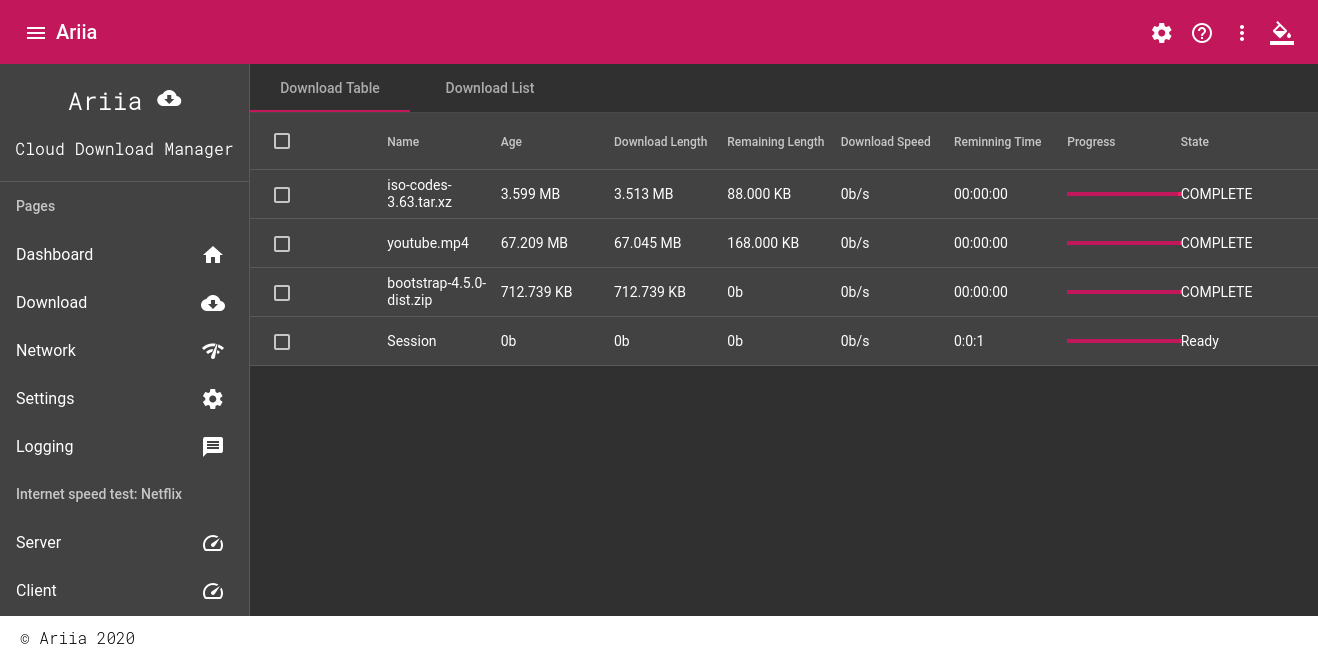 Ariia
Ariia
Cloud Download Manager
Pages
Dashboard
Download
Network
Settings
Logging
Internet speed test: Netflix
Server
Client
Download Table Download List
Name Age Download Length Remaining Length Download Speed Reminning Time Progress State
iso-codes-
3.63.tar.xz 3.599 MB 3.513 MB 88.000 KB 0b/s 00:00:00 COMPLETE
youtube.mp4 67.209 MB 67.045 MB 168.000 KB 0b/s 00:00:00 COMPLETE
bootstrap-4.5.0-
dist.zip 712.739 KB 712.739 KB 0b 0b/s 00:00:00 COMPLETE
Session 0b 0b 0b 0b/s 0:0:1 Ready
© Ariia 2020